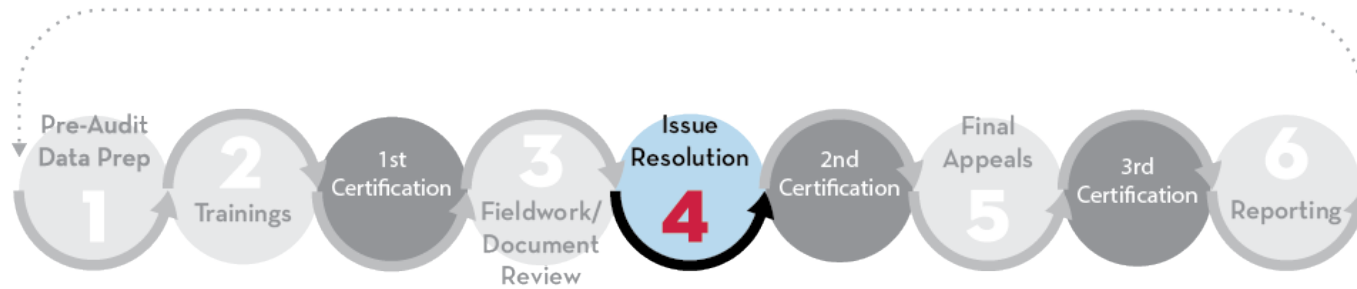 Pre-Audit
Data Prep
1
2
Trainings
1st
Certification
3
Fieldwork/
Document
Review
Issue
Resolution
4
2nd
Certification
Final
Appeals
5
3rd
Certification
6
Reporting